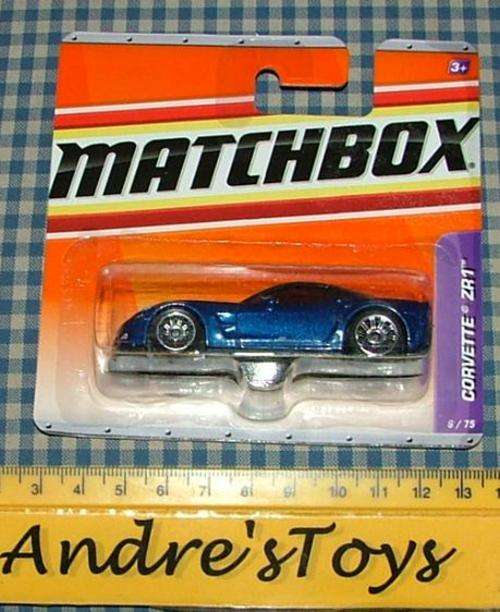 3+
MATCHBOX
CORVETTE® ZR1™
9/75
3 4 5 6 7 8 9 10 11 12 13
Andre'sToys